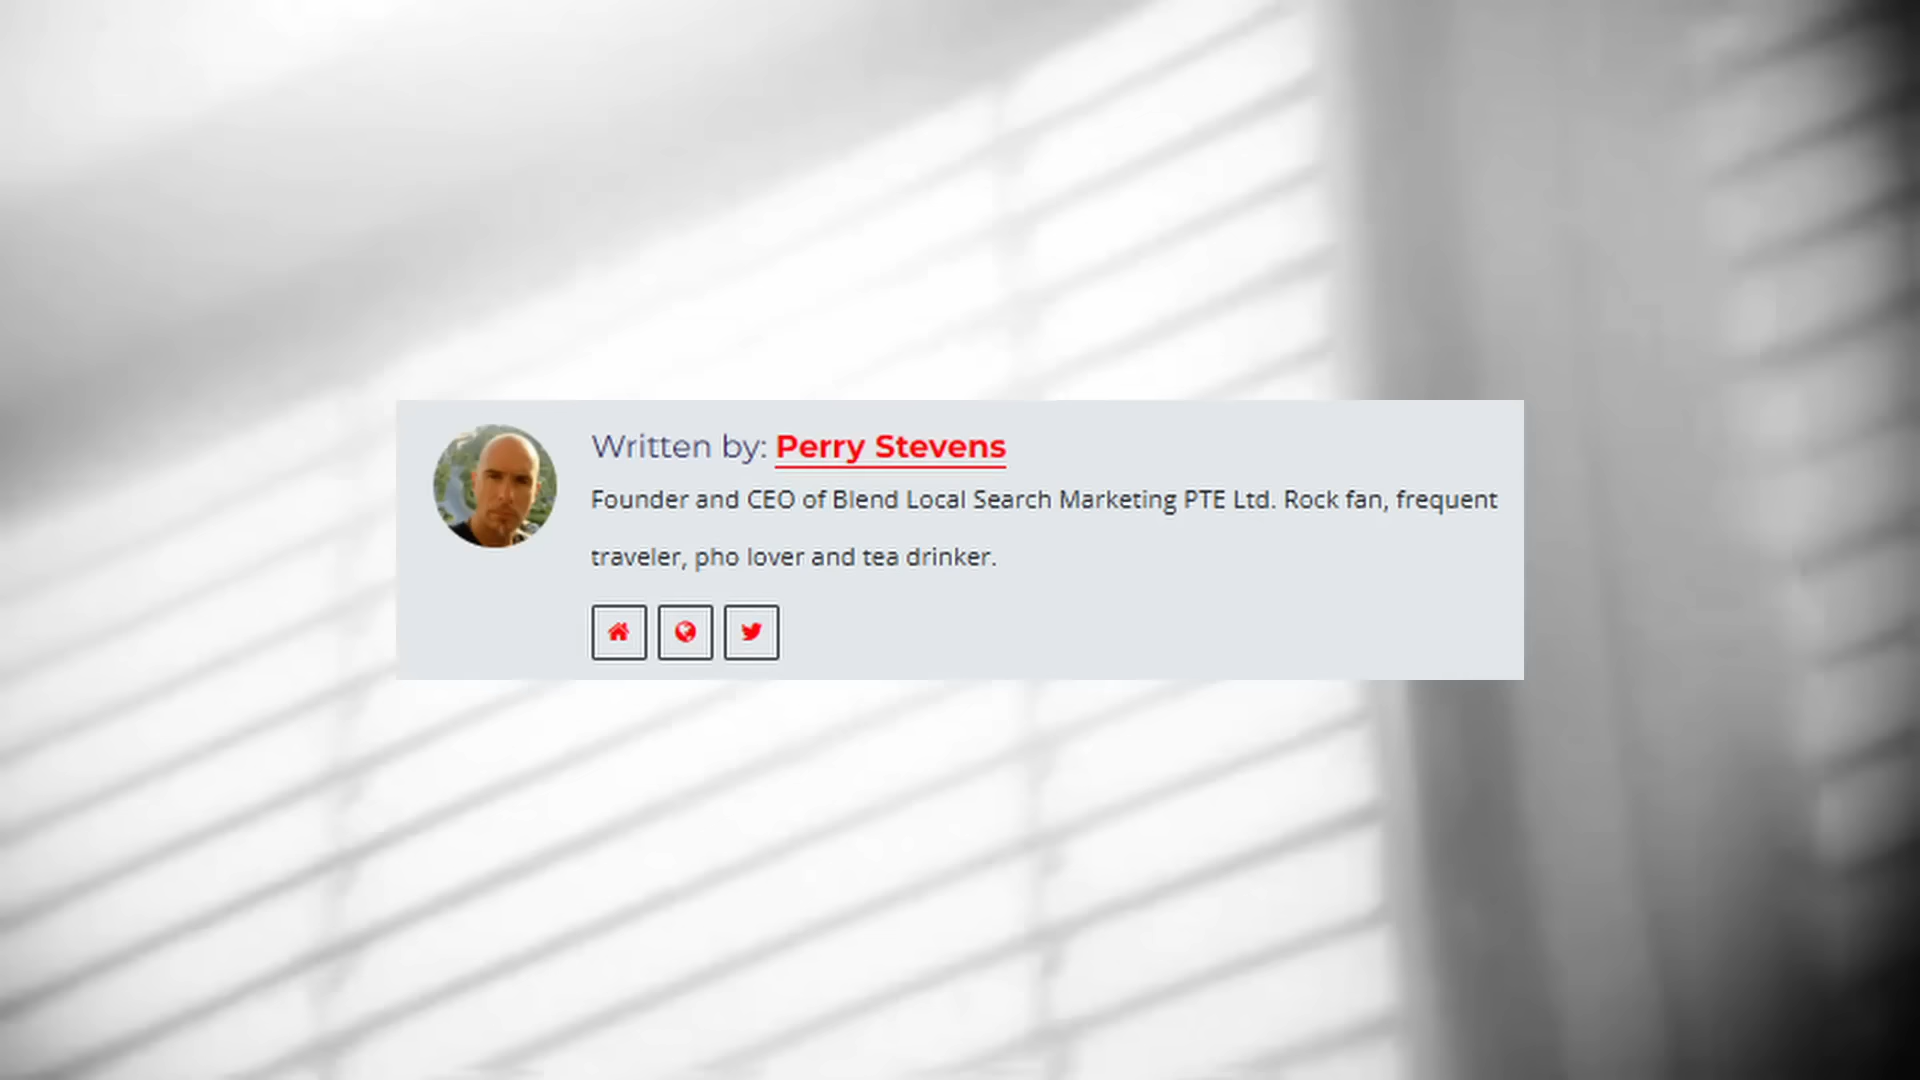 Written by: Perry Stevens
Founder and CEO of Blend Local Search Marketing PTE Ltd. Rock fan, frequent
traveler, pho lover and tea drinker.